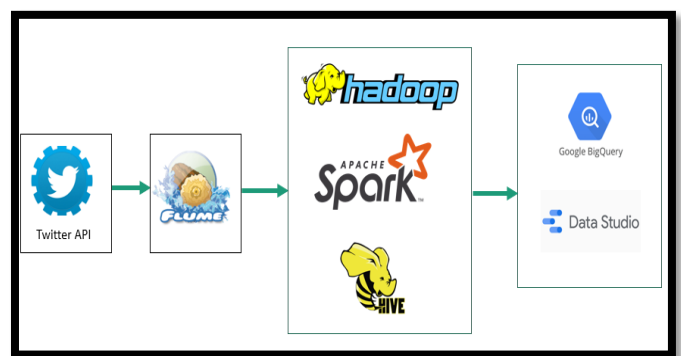 Twitter API
FLUME
hadoop
APACHE
Spark
HIVE
Google BigQuery
Data Studio